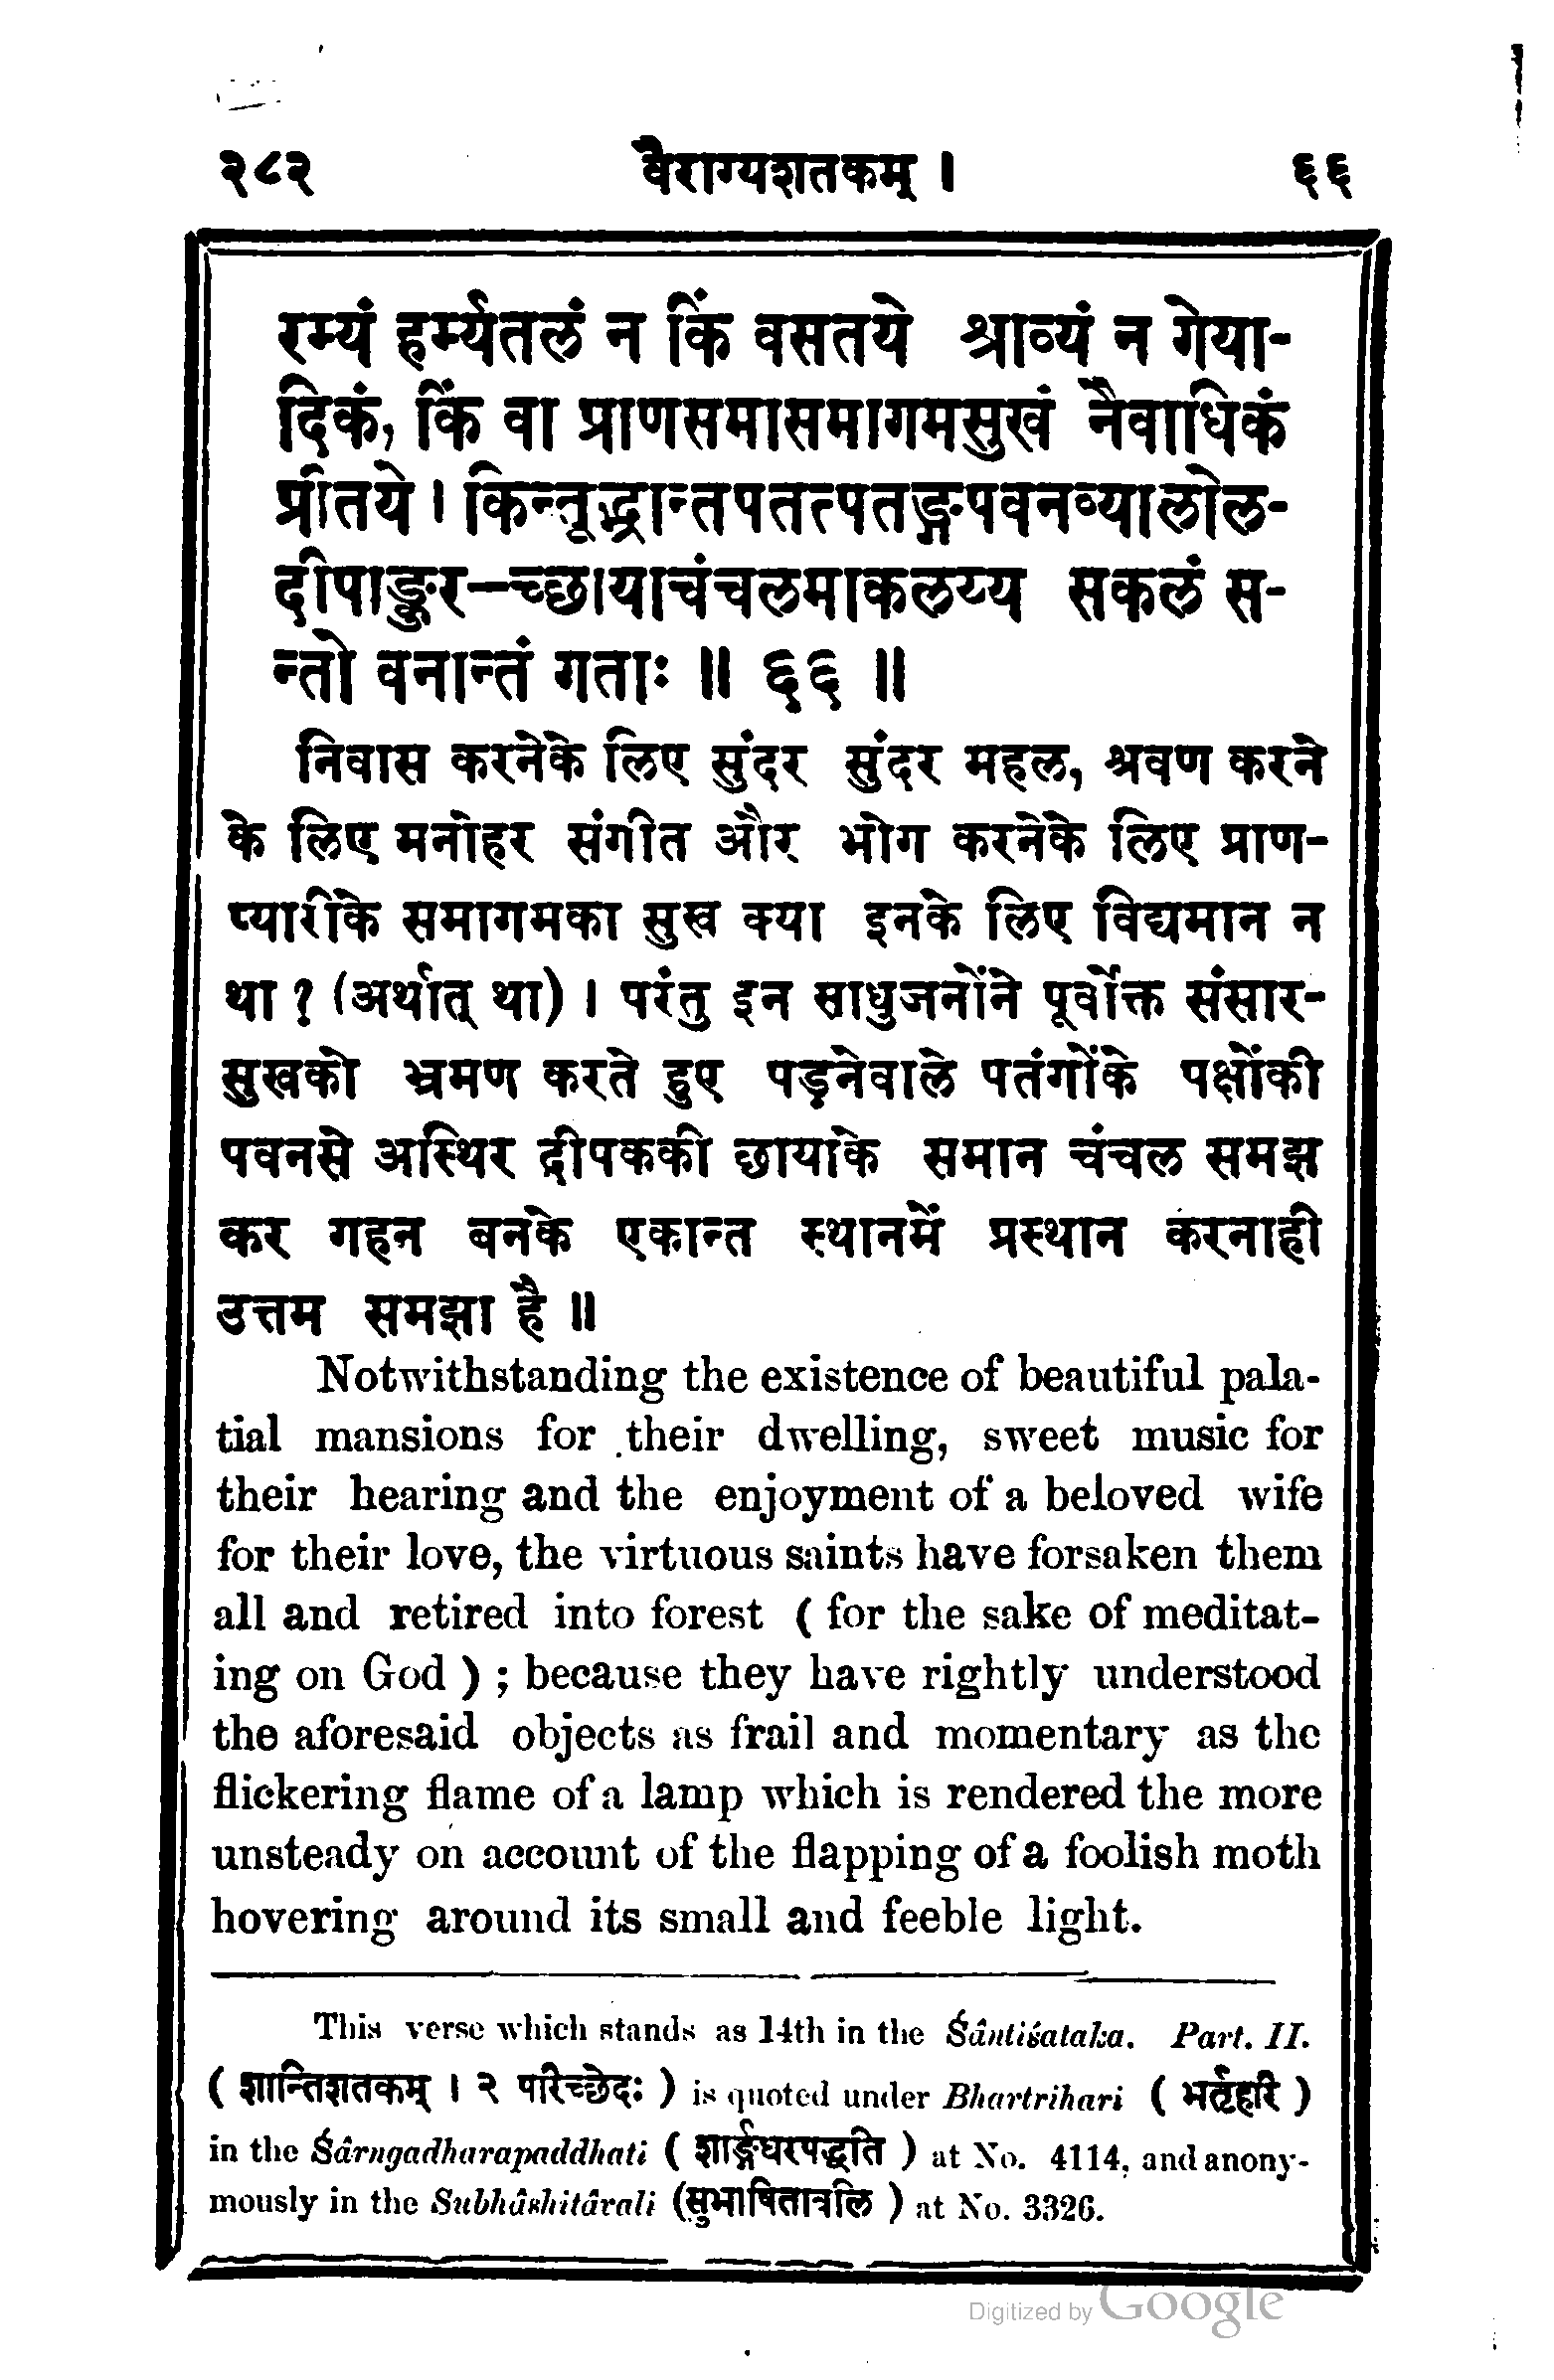 २८२ वैराग्यशतकम् । ६६
रम्यं हर्म्यतलं न किं वसतये श्राव्यं न गेया-
दिकं, किं वा प्राणसमासमागमसुखं नैवाधिकं
प्रीतये । किन्तूद्भ्रान्तपतत्पतङ्गपवनव्यालोल-
दीपाङ्कुर—च्छायाचंचलमाकलय्य सकलं स-
न्तो वनान्तं गताः ॥ ६६ ॥
निवास करनेके लिए सुंदर सुंदर महल, श्रवण करने
के लिए मनोहर संगीत और भोग करनेके लिए प्राण-
प्यारीके समागमका सुख क्या इनके लिए विद्यमान न
था ? (अर्थात् था) । परंतु इन साधुजनोंने पूर्वोक्त संसार-
सुखको भ्रमण करते हुए पड़नेवाले पतंगोंके पक्षोंकी
पवनसे अस्थिर दीपककी छायाके समान चंचल समझ
कर गहन बनके एकान्त स्थानमें प्रस्थान करनाही
उत्तम समझा है ॥
Notwithstanding the existence of beautiful pala-
tial mansions for their dwelling, sweet music for
their hearing and the enjoyment of a beloved wife
for their love, the virtuous saints have forsaken them
all and retired into forest ( for the sake of meditat-
ing on God ) ; because they have rightly understood
the aforesaid objects as frail and momentary as the
flickering flame of a lamp which is rendered the more
unsteady on account of the flapping of a foolish moth
hovering around its small and feeble light.
This verse which stands as 14th in the Śântiśataka. Part. II.
( शान्तिशतकम् । २ परिच्छेदः ) is quoted under Bhartrihari ( भर्तृहरि )
in the Śârngadharapaddhati ( शार्ङ्गधरपद्धति ) at No. 4114, and anony-
mously in the Subhâshitâvali (सुभाषितावलि ) at No. 3326.
Digitized by Google